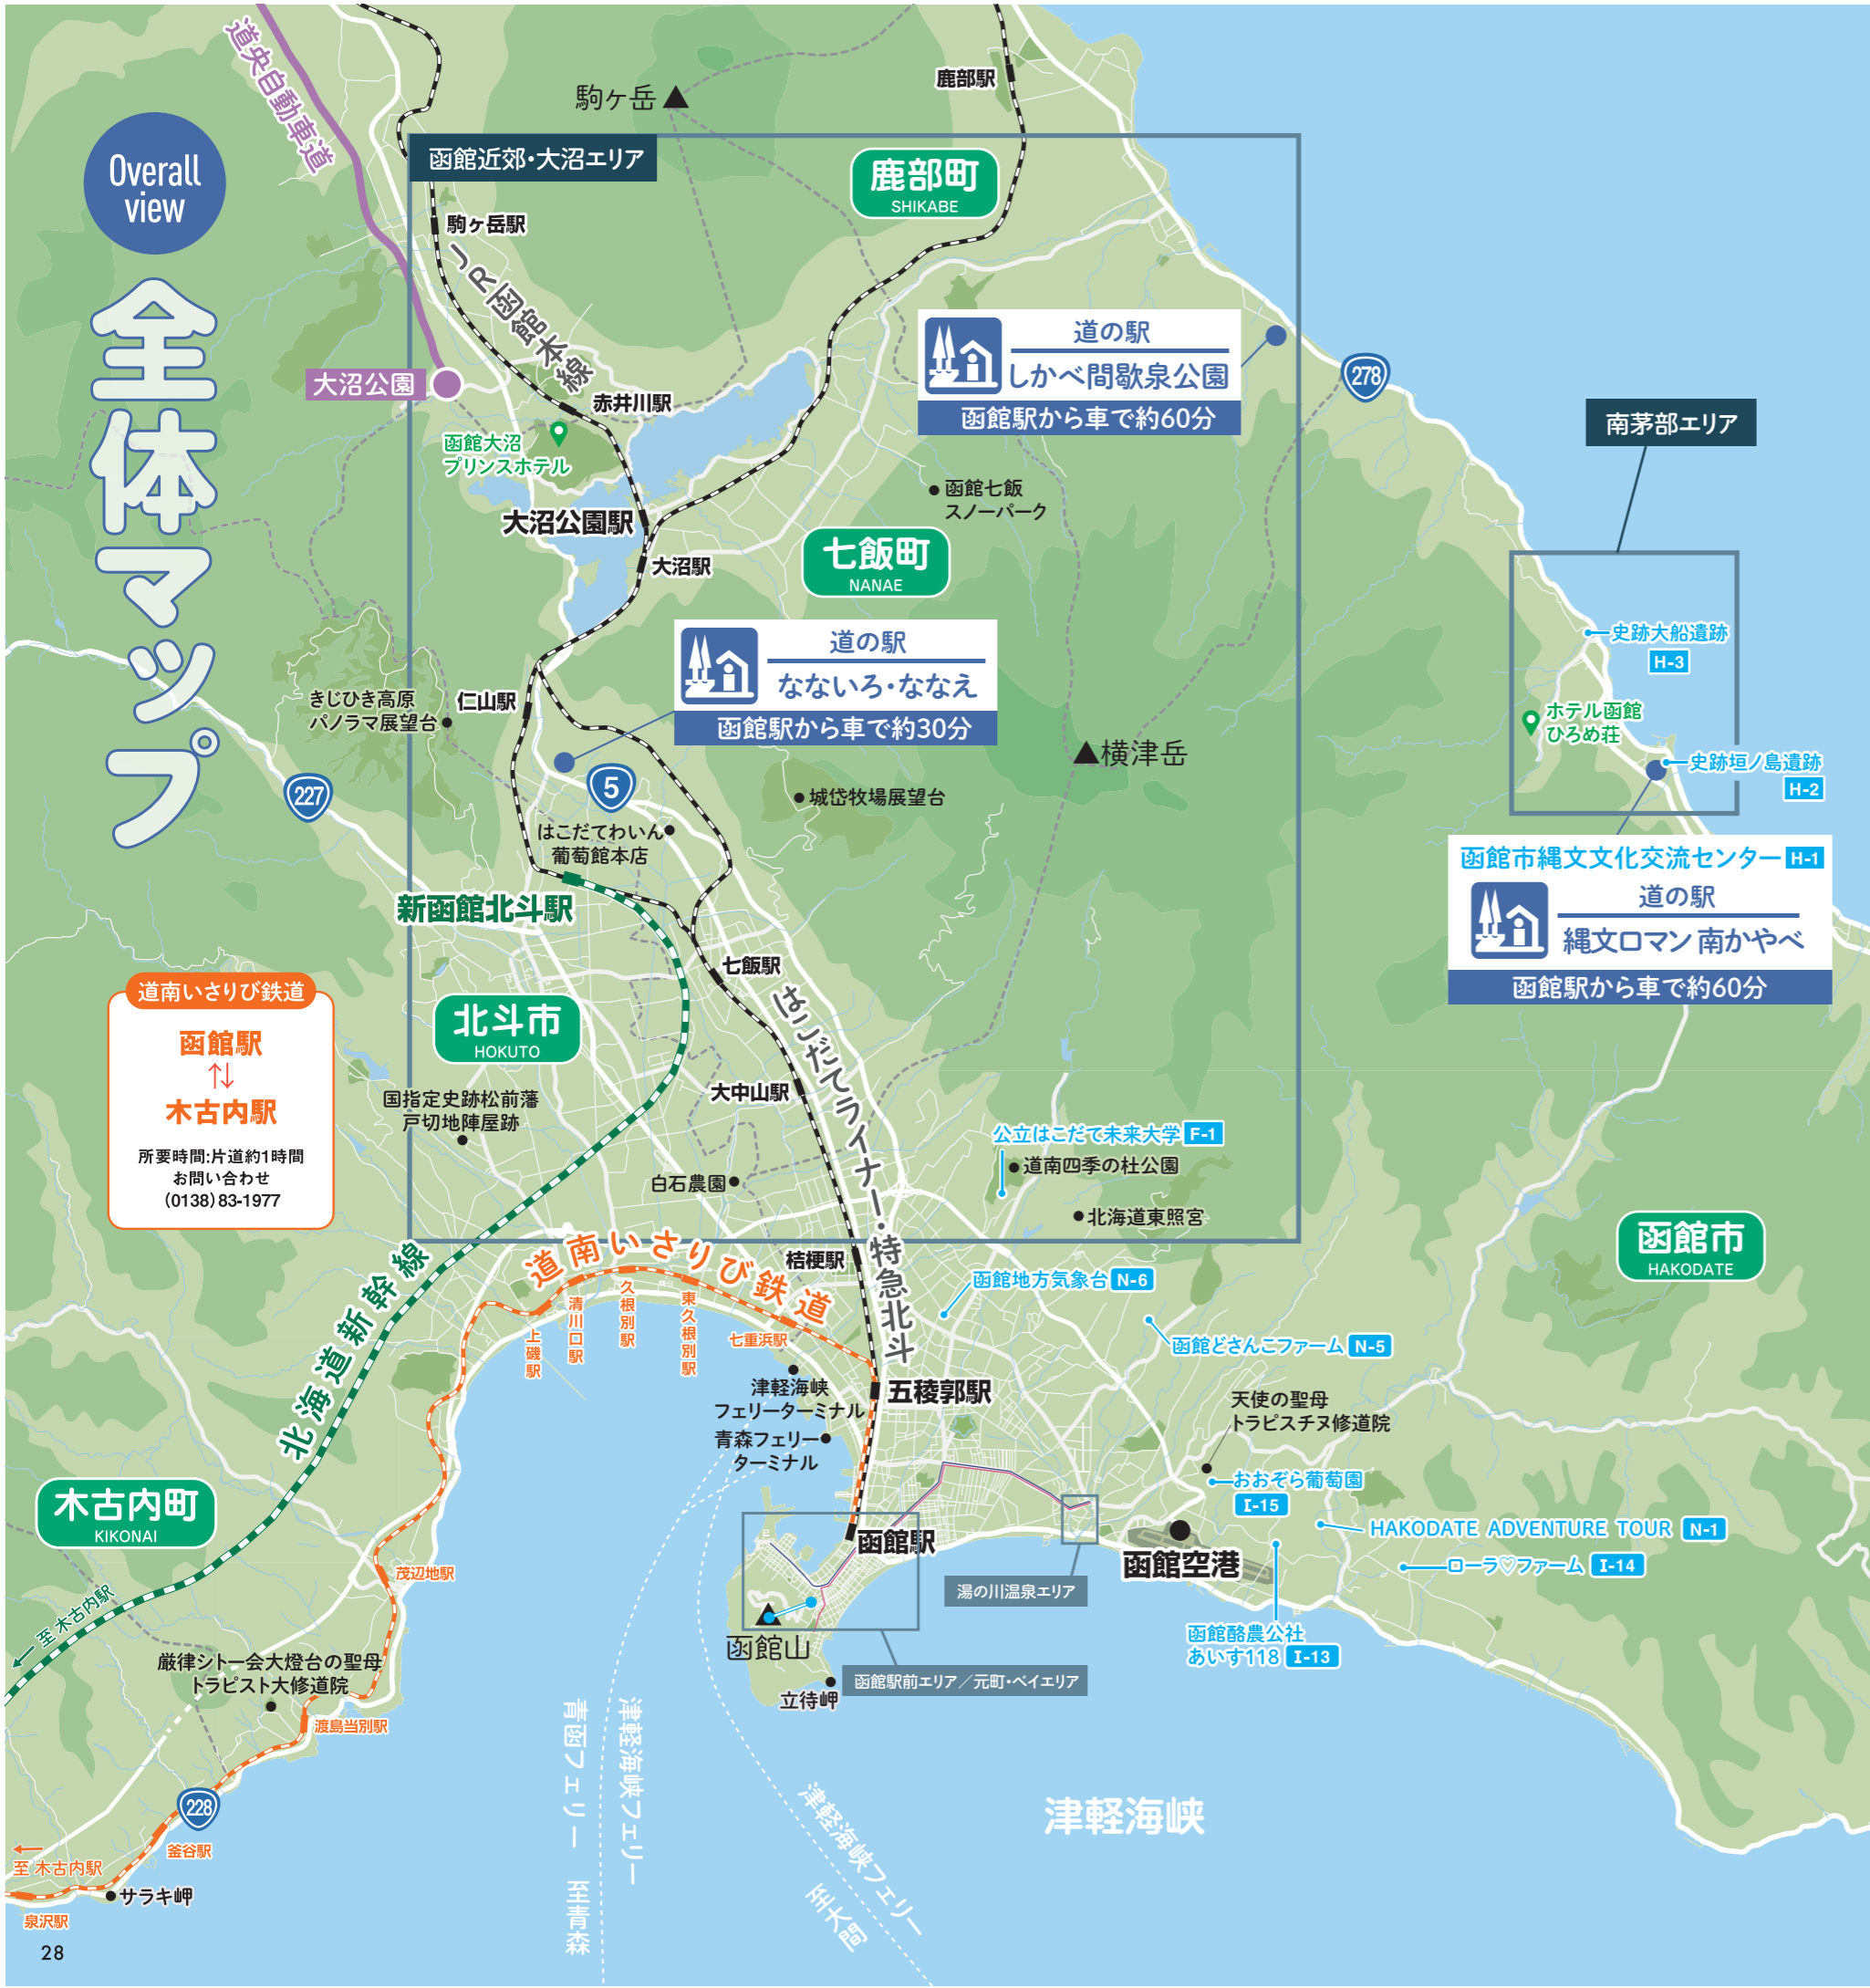 Overall
view
全体マップ
道央自動車道
駒ヶ岳
鹿部駅
函館近郊・大沼エリア
鹿部町
SHIKABE
駒ヶ岳駅
JR函館本線
大沼公園
赤井川駅
函館大沼
プリンスホテル
道の駅
しかべ間歇泉公園
函館駅から車で約60分
278
南茅部エリア
函館七飯
スノーパーク
大沼公園駅
大沼駅
七飯町
NANAE
道の駅
なないろ・ななえ
函館駅から車で約30分
きじひき高原
パノラマ展望台
仁山駅
227
5
横津岳
城岱牧場展望台
はこだてわいん
葡萄館本店
史跡大船遺跡
H-3
ホテル函館
ひろめ荘
史跡垣ノ島遺跡
H-2
函館市縄文文化交流センター H-1
道の駅
縄文ロマン 南かやべ
函館駅から車で約60分
新函館北斗駅
七飯駅
はこだてライナー・特急北斗
道南いさりび鉄道
函館駅
↑↓
木古内駅
所要時間:片道約1時間
お問い合わせ
(0138)83-1977
北斗市
HOKUTO
国指定史跡松前藩
戸切地陣屋跡
大中山駅
白石農園
公立はこだて未来大学 F-1
道南四季の杜公園
北海道東照宮
函館市
HAKODATE
北海道新幹線
道南いさりび鉄道
桔梗駅
函館地方気象台 N-6
上磯駅
清川口駅
久根別駅
東久根別駅
七重浜駅
函館どさんこファーム N-5
津軽海峡
フェリーターミナル
五稜郭駅
青森フェリー
ターミナル
天使の聖母
トラピスチヌ修道院
おおぞら葡萄園
I-15
HAKODATE ADVENTURE TOUR N-1
ローラ♡ファーム I-14
木古内町
KIKONAI
函館駅
函館空港
湯の川温泉エリア
函館酪農公社
あいす118 I-13
茂辺地駅
← 至 木古内駅
函館山
函館駅前エリア／元町・ベイエリア
立待岬
厳律シトー会大燈台の聖母
トラピスト大修道院
渡島当別駅
228
釜谷駅
←
至 木古内駅
サラキ岬
泉沢駅
青函フェリー 至青森
津軽海峡フェリー
津軽海峡フェリー
至大間
津軽海峡
28